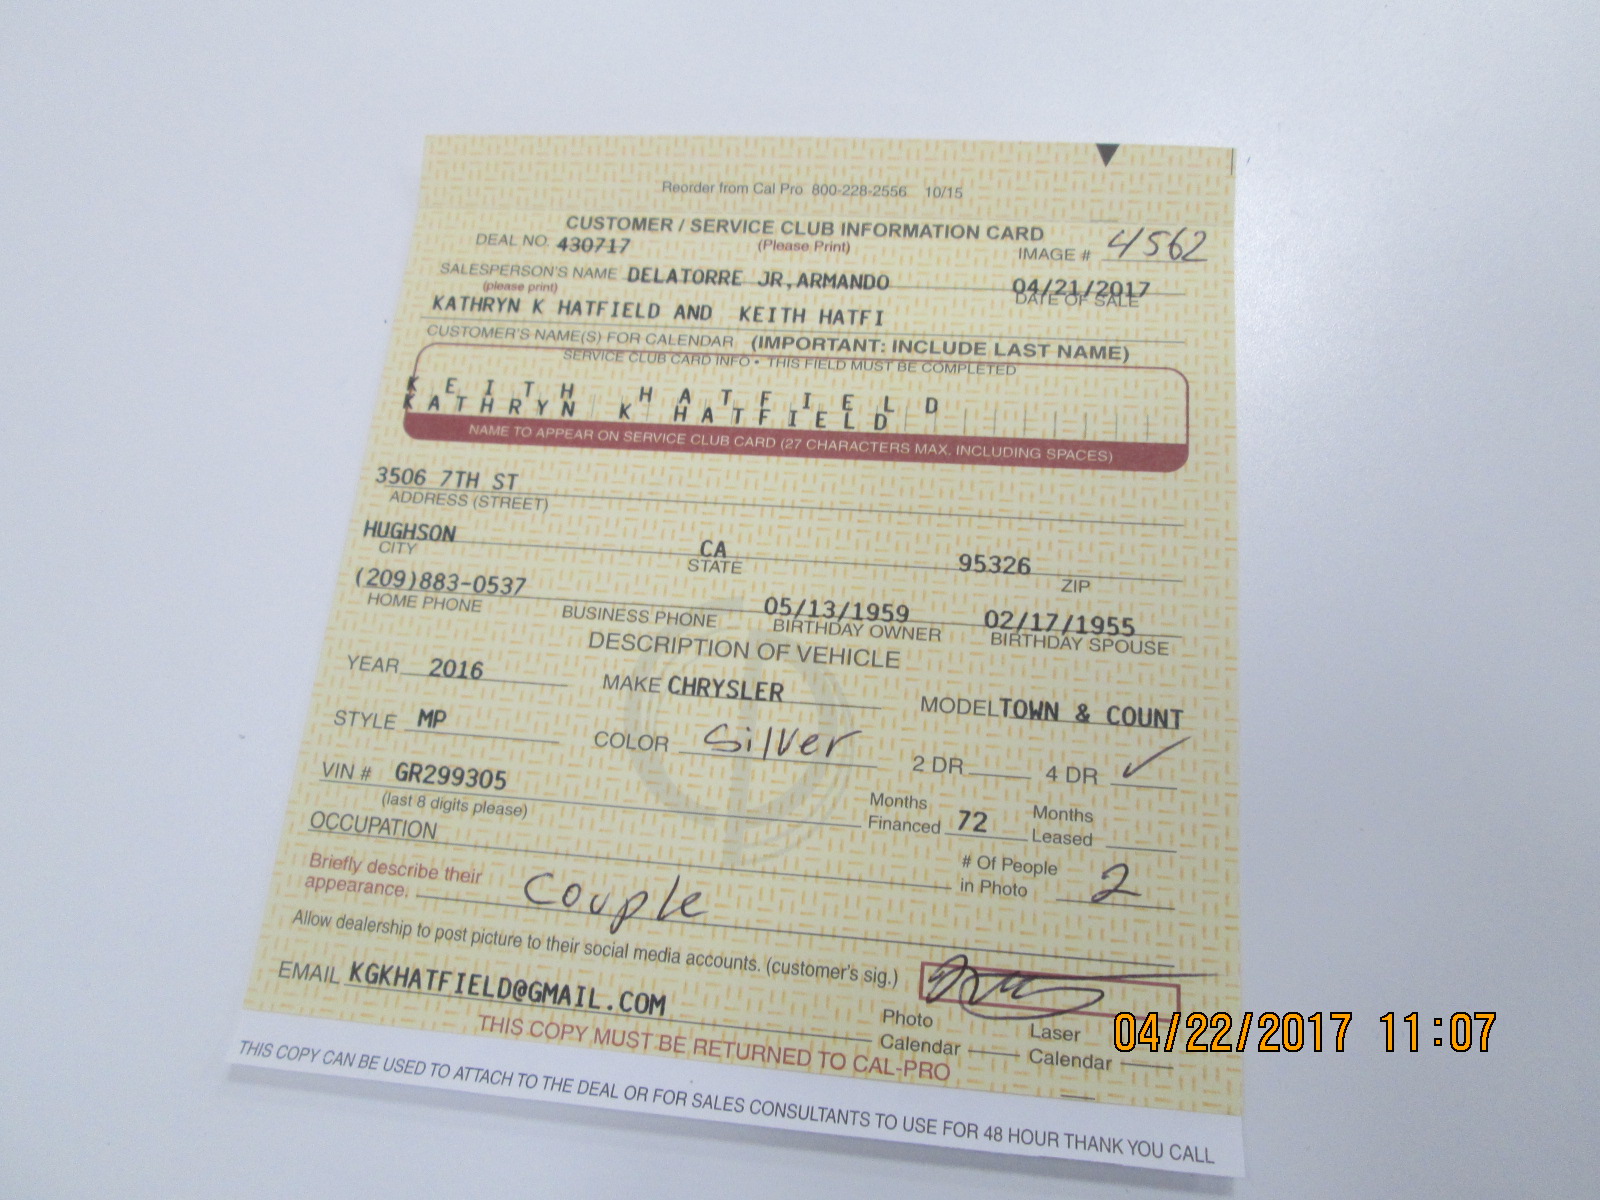 Reorder from Cal Pro 800-228-2556 10/15
CUSTOMER / SERVICE CLUB INFORMATION CARD
DEAL NO. 430717 (Please Print) IMAGE # 4562
SALESPERSON'S NAME DELATORRE JR,ARMANDO 04/21/2017
(please print) DATE OF SALE
KATHRYN K HATFIELD AND KEITH HATFI
CUSTOMER'S NAME(S) FOR CALENDAR (IMPORTANT: INCLUDE LAST NAME)
SERVICE CLUB CARD INFO • THIS FIELD MUST BE COMPLETED
KEITH HATFIELD
KATHRYN K HATFIELD
NAME TO APPEAR ON SERVICE CLUB CARD (27 CHARACTERS MAX. INCLUDING SPACES)
3506 7TH ST
ADDRESS (STREET)
HUGHSON CA 95326
CITY STATE ZIP
(209)883-0537 05/13/1959 02/17/1955
HOME PHONE BUSINESS PHONE BIRTHDAY OWNER BIRTHDAY SPOUSE
DESCRIPTION OF VEHICLE
YEAR 2016 MAKE CHRYSLER MODEL TOWN & COUNT
STYLE MP COLOR Silver 2 DR 4 DR ✓
VIN # GR299305 Months Financed 72 Months Leased
(last 8 digits please)
OCCUPATION # Of People in Photo 2
Briefly describe their appearance. Couple
Allow dealership to post picture to their social media accounts. (customer's sig.)
EMAIL KGKHATFIELD@GMAIL.COM Photo Calendar Laser Calendar
THIS COPY MUST BE RETURNED TO CAL-PRO
THIS COPY CAN BE USED TO ATTACH TO THE DEAL OR FOR SALES CONSULTANTS TO USE FOR 48 HOUR THANK YOU CALL
04/22/2017 11:07